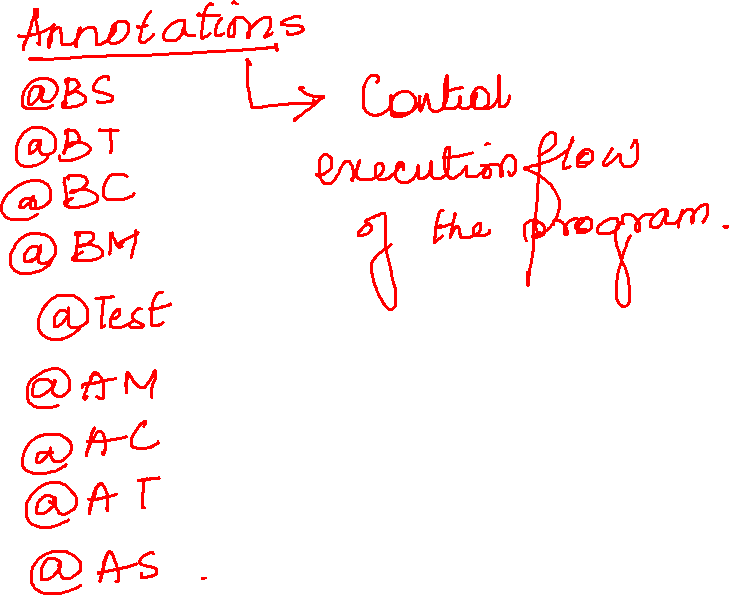 Annotations
@BS
@BT
@BC
@BM
@Test
@AM
@AC
@AT
@AS .
Control
execution flow
of the program.